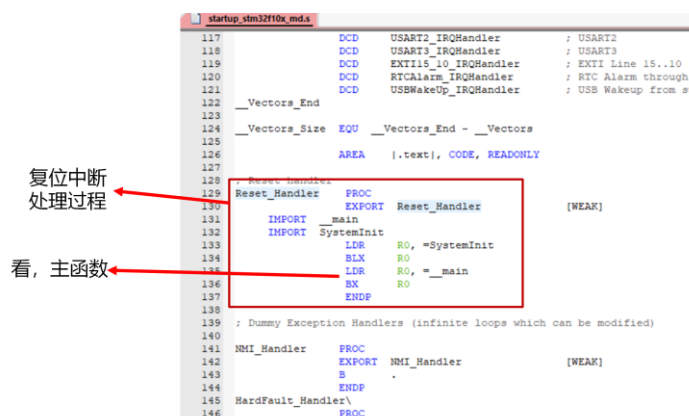 startup_stm32f10x_md.s
117 DCD USART2_IRQHandler ; USART2
118 DCD USART3_IRQHandler ; USART3
119 DCD EXTI15_10_IRQHandler ; EXTI Line 15..10
120 DCD RTCAlarm_IRQHandler ; RTC Alarm through
121 DCD USBWakeUp_IRQHandler ; USB Wakeup from
122 __Vectors_End
123
124 __Vectors_Size EQU __Vectors_End - __Vectors
125
126 AREA |.text|, CODE, READONLY
127
128 ; Reset handler
129 Reset_Handler PROC
130 EXPORT Reset_Handler [WEAK]
131 IMPORT __main
132 IMPORT SystemInit
133 LDR R0, =SystemInit
134 BLX R0
135 LDR R0, =__main
136 BX R0
137 ENDP
138
139 ; Dummy Exception Handlers (infinite loops which can be modified)
140
141 NMI_Handler PROC
142 EXPORT NMI_Handler [WEAK]
143 B .
144 ENDP
145 HardFault_Handler\
146 PROC
复位中断
处理过程
看，主函数